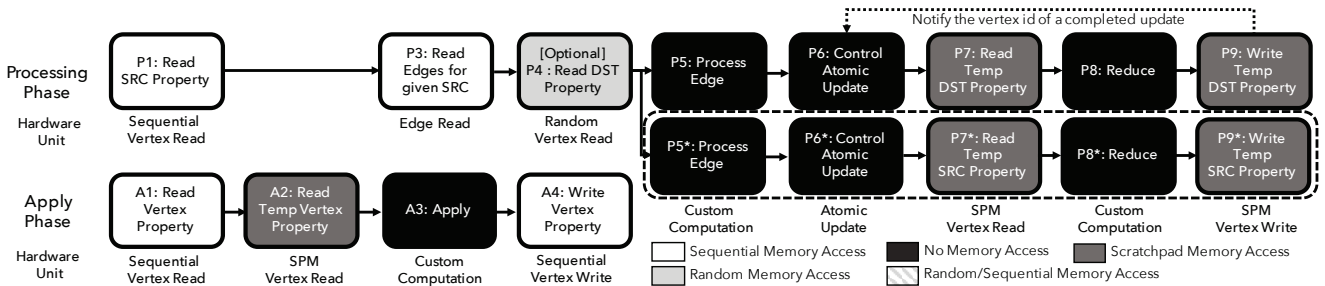 Notify the vertex id of a completed update
Processing
Phase
P1: Read
SRC Property
P3: Read
Edges for
given SRC
[Optional]
P4 : Read DST
Property
P5: Process
Edge
P6: Control
Atomic
Update
P7: Read
Temp
DST Property
P8: Reduce
P9: Write
Temp
DST Property
Hardware
Unit
Sequential
Vertex Read
Edge Read
Random
Vertex Read
P5*: Process
Edge
P6*: Control
Atomic
Update
P7*: Read
Temp
SRC Property
P8*: Reduce
P9*: Write
Temp
SRC Property
Apply
Phase
A1: Read
Vertex
Property
A2: Read
Temp Vertex
Property
A3: Apply
A4: Write
Vertex
Property
Custom
Computation
Atomic
Update
SPM
Vertex Read
Custom
Computation
SPM
Vertex Write
Hardware
Unit
Sequential
Vertex Read
SPM
Vertex Read
Custom
Computation
Sequential
Vertex Write
Sequential Memory Access
No Memory Access
Scratchpad Memory Access
Random Memory Access
Random/Sequential Memory Access